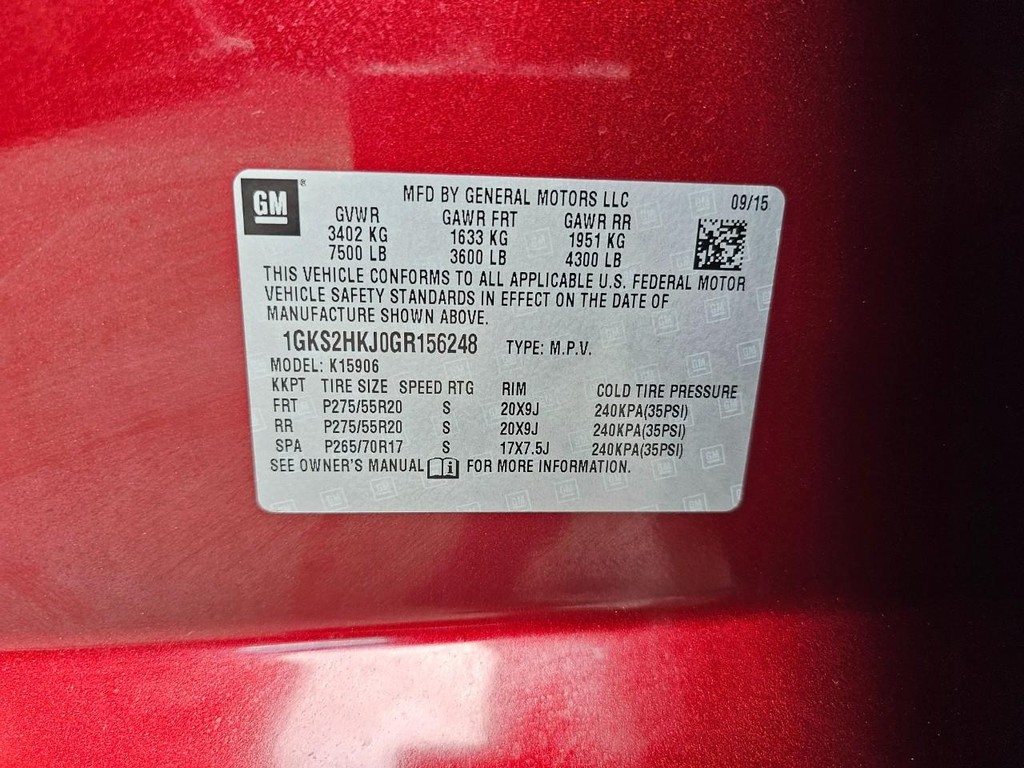 GM ® MFD BY GENERAL MOTORS LLC 09/15
GVWR GAWR FRT GAWR RR
3402 KG 1633 KG 1951 KG
7500 LB 3600 LB 4300 LB
THIS VEHICLE CONFORMS TO ALL APPLICABLE U.S. FEDERAL MOTOR
VEHICLE SAFETY STANDARDS IN EFFECT ON THE DATE OF
MANUFACTURE SHOWN ABOVE.
1GKS2HKJ0GR156248 TYPE: M.P.V.
MODEL: K15906
KKPT TIRE SIZE SPEED RTG RIM COLD TIRE PRESSURE
FRT P275/55R20 S 20X9J 240KPA(35PSI)
RR P275/55R20 S 20X9J 240KPA(35PSI)
SPA P265/70R17 S 17X7.5J 240KPA(35PSI)
SEE OWNER'S MANUAL i FOR MORE INFORMATION.